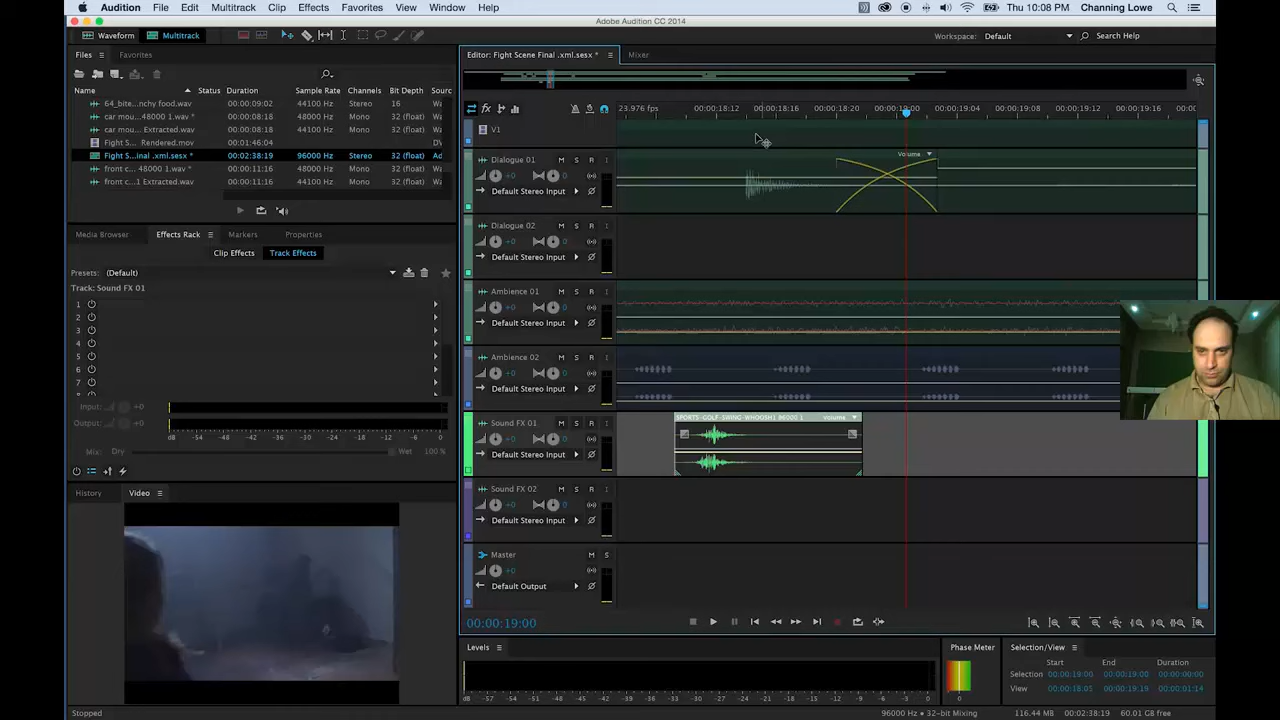 Audition File Edit Multitrack Clip Effects Favorites View Window Help Thu 10:08 PM Channing Lowe
Adobe Audition CC 2014
Waveform Multitrack Workspace: Default Search Help
Files Favorites
Name Status Duration Sample Rate Channels Bit Depth
64_bite...nchy food.wav 00:00:09:02 44100 Hz Stereo 16
car mou... 48000 1.wav * 00:00:08:18 48000 Hz Mono 32 (float)
car mou... Extracted.wav 00:00:08:18 44100 Hz Mono 32 (float)
Fight S... Rendered.mov 00:01:46:04
Fight S...inal .xml.sesx * 00:02:38:19 96000 Hz Stereo 32 (float)
front c... 48000 1.wav * 00:00:11:16 48000 Hz Mono 32 (float)
front c...1 Extracted.wav 00:00:11:16 44100 Hz Mono 32 (float)
Media Browser Effects Rack Markers Properties
Clip Effects Track Effects
Presets: (Default)
Track: Sound FX 01
1
2
3
4
5
6
7
Input: +0
Output: +0
dB -54 -48 -42 -36 -30 -24 -18 -12 -6 0
Mix: Dry Wet 100 %
History Video
Editor: Fight Scene Final .xml.sesx * Mixer
23.976 fps 00:00:18:12 00:00:18:16 00:00:18:20 00:00:19:00 00:00:19:04 00:00:19:08 00:00:19:12 00:00:19:16
V1
Dialogue 01 M S R I
+0 0
Default Stereo Input
Volume
Dialogue 02 M S R I
+0 0
Default Stereo Input
Ambience 01 M S R I
+0 0
Default Stereo Input
Ambience 02 M S R I
+0 0
Default Stereo Input
Sound FX 01 M S R I
+0 0
Default Stereo Input
SPORTS-GOLF-SWING-WHOOSH1 96000 1 Volume
Sound FX 02 M S R I
+0 0
Default Stereo Input
Master M S
+0
Default Output
00:00:19:00
Levels
dB -57 -54 -51 -48 -45 -42 -39 -36 -33 -30 -27 -24 -21 -18 -15 -12 -9 -6 -3 0
Phase Meter
0
Selection/View
Start End Duration
Selection 00:00:19:00 00:00:19:00 00:00:00:00
View 00:00:18:05 00:00:19:19 00:00:01:14
Stopped 96000 Hz • 32-bit Mixing 116.44 MB 00:02:38:19 60.01 GB free